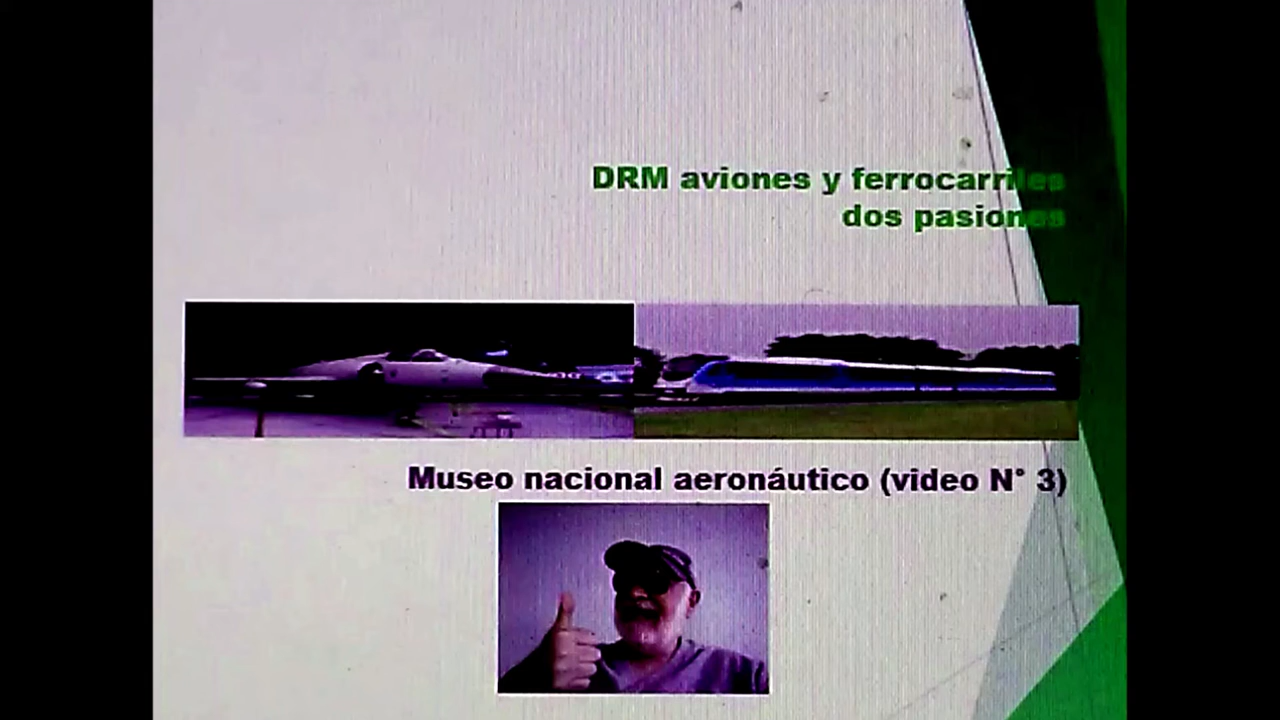 DRM aviones y ferrocarriles
dos pasiones
Museo nacional aeronáutico (video N° 3)